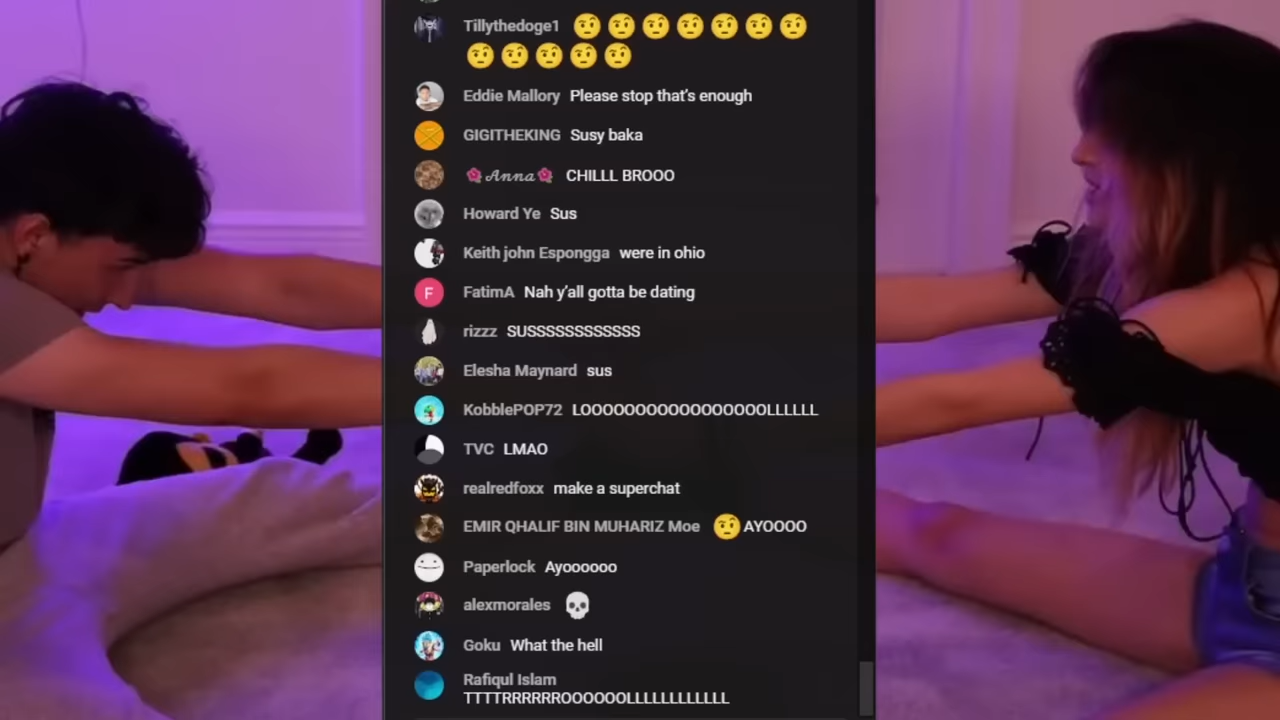 Tillythedoge1 🤨🤨🤨🤨🤨🤨🤨
🤨🤨🤨🤨🤨
Eddie Mallory Please stop that's enough
GIGITHEKING Susy baka
🌺𝓐𝓷𝓷𝓪🌺 CHILLL BROOO
Howard Ye Sus
Keith john Espongga were in ohio
F FatimA Nah y'all gotta be dating
rizzz SUSSSSSSSSSSSS
Elesha Maynard sus
KobblePOP72 LOOOOOOOOOOOOOOOOOLLLLLL
TVC LMAO
realredfoxx make a superchat
EMIR QHALIF BIN MUHARIZ Moe 🤨AYOOOO
Paperlock Ayoooooo
alexmorales 💀
Goku What the hell
Rafiqul Islam
TTTTRRRRRROOOOOOLLLLLLLLLLLL